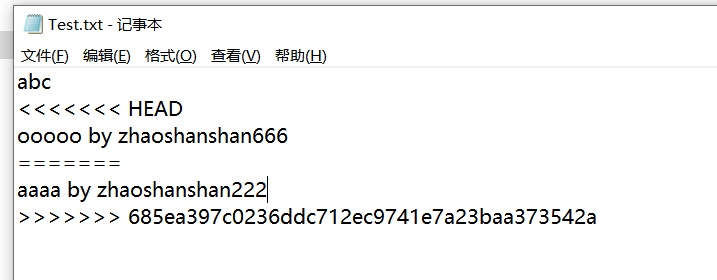 Test.txt - 记事本
文件(F) 编辑(E) 格式(O) 查看(V) 帮助(H)
abc
<<<<<<< HEAD
ooooo by zhaoshanshan666
=======
aaaa by zhaoshanshan222
>>>>>>> 685ea397c0236ddc712ec9741e7a23baa373542a